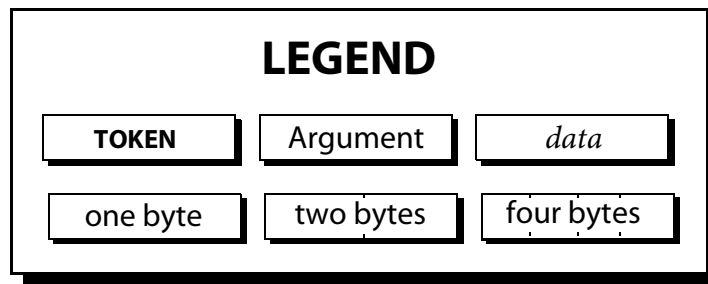 LEGEND
TOKEN Argument data
one byte two bytes four bytes